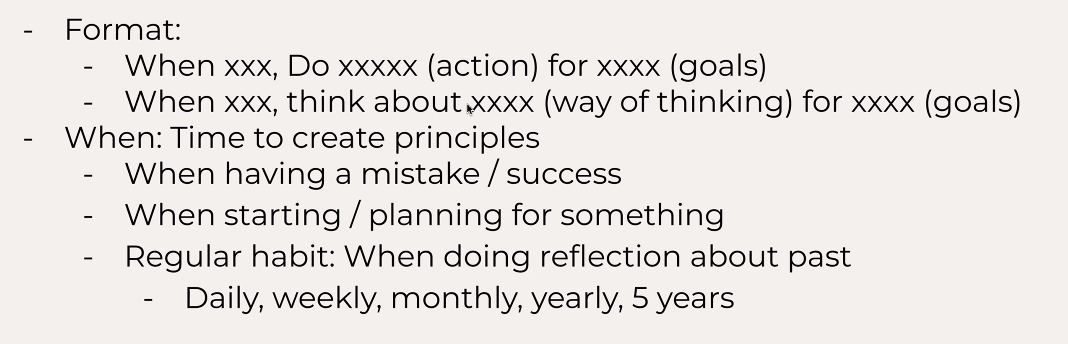 - Format:
- When xxx, Do xxxxx (action) for xxxx (goals)
- When xxx, think about xxxx (way of thinking) for xxxx (goals)
- When: Time to create principles
- When having a mistake / success
- When starting / planning for something
- Regular habit: When doing reflection about past
- Daily, weekly, monthly, yearly, 5 years